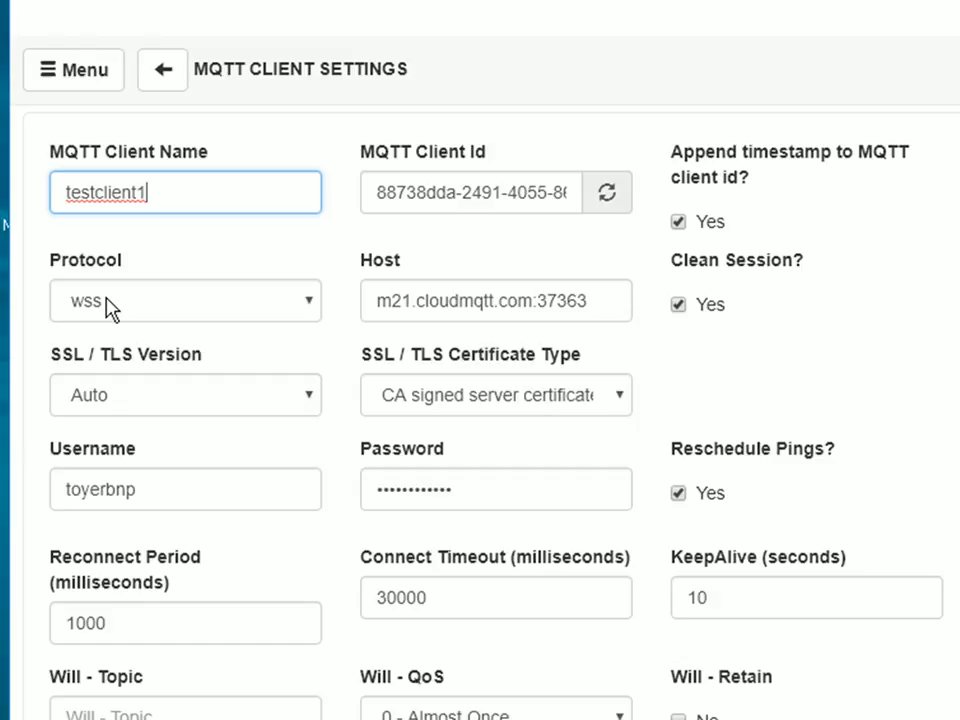 Menu
MQTT CLIENT SETTINGS
MQTT Client Name
MQTT Client Id
Append timestamp to MQTT
client id?
testclient1
88738dda-2491-4055-86
Yes
Protocol
Host
Clean Session?
wss
m21.cloudmqtt.com:37363
Yes
SSL / TLS Version
SSL / TLS Certificate Type
Auto
CA signed server certificate
Username
Password
Reschedule Pings?
toyerbnp
••••••••••••
Yes
Reconnect Period
(milliseconds)
Connect Timeout (milliseconds)
KeepAlive (seconds)
30000
10
1000
Will - Topic
Will - QoS
Will - Retain
Will - Topic
0 - Almost Once
No